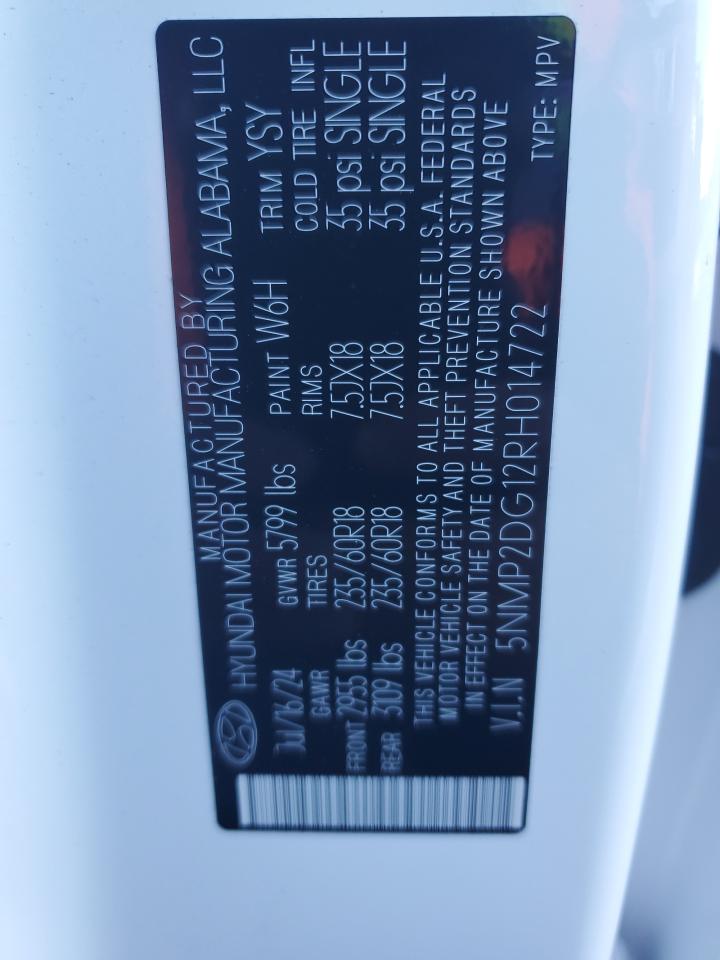 MANUFACTURED BY
HYUNDAI MOTOR MANUFACTURING ALABAMA, LLC
Jul/16/24 GVWR 5799 lbs PAINT W6H TRIM YSY
GAWR TIRES RIMS COLD TIRE INFL
FRONT 2955 lbs 235/60R18 7.5JX18 35 psi SINGLE
REAR 3109 lbs 235/60R18 7.5JX18 35 psi SINGLE
THIS VEHICLE CONFORMS TO ALL APPLICABLE U.S.A. FEDERAL
MOTOR VEHICLE SAFETY AND THEFT PREVENTION STANDARDS
IN EFFECT ON THE DATE OF MANUFACTURE SHOWN ABOVE
V.I.N 5NMP2DG12RH014722 TYPE: MPV